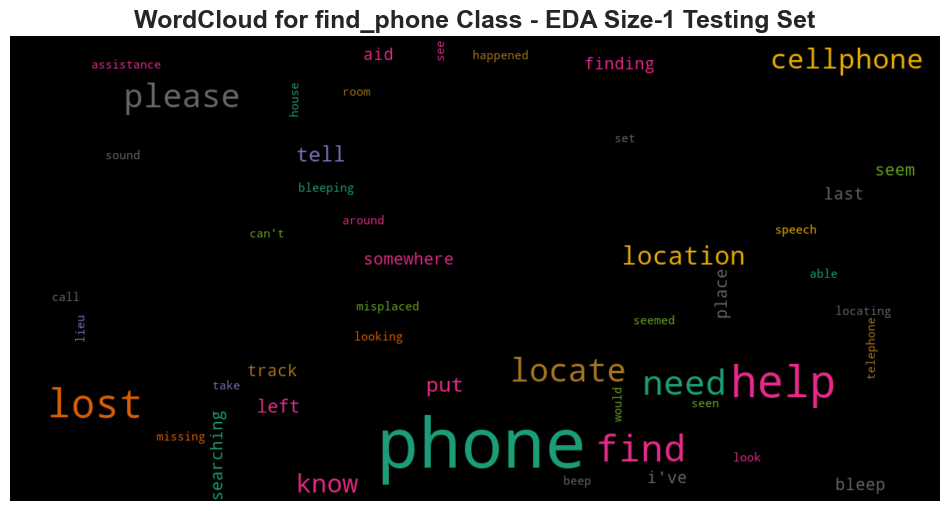 WordCloud for find_phone Class - EDA Size-1 Testing Set
see
aid
happened
cellphone
assistance
finding
please
house
room
set
sound
tell
seem
bleeping
last
around
speech
can't
location
somewhere
able
place
call
misplaced
locating
lieu
seemed
telephone
looking
track
locate
need
help
take
put
lost
left
would
seen
missing
searching
phone
find
look
know
beep
i've
bleep